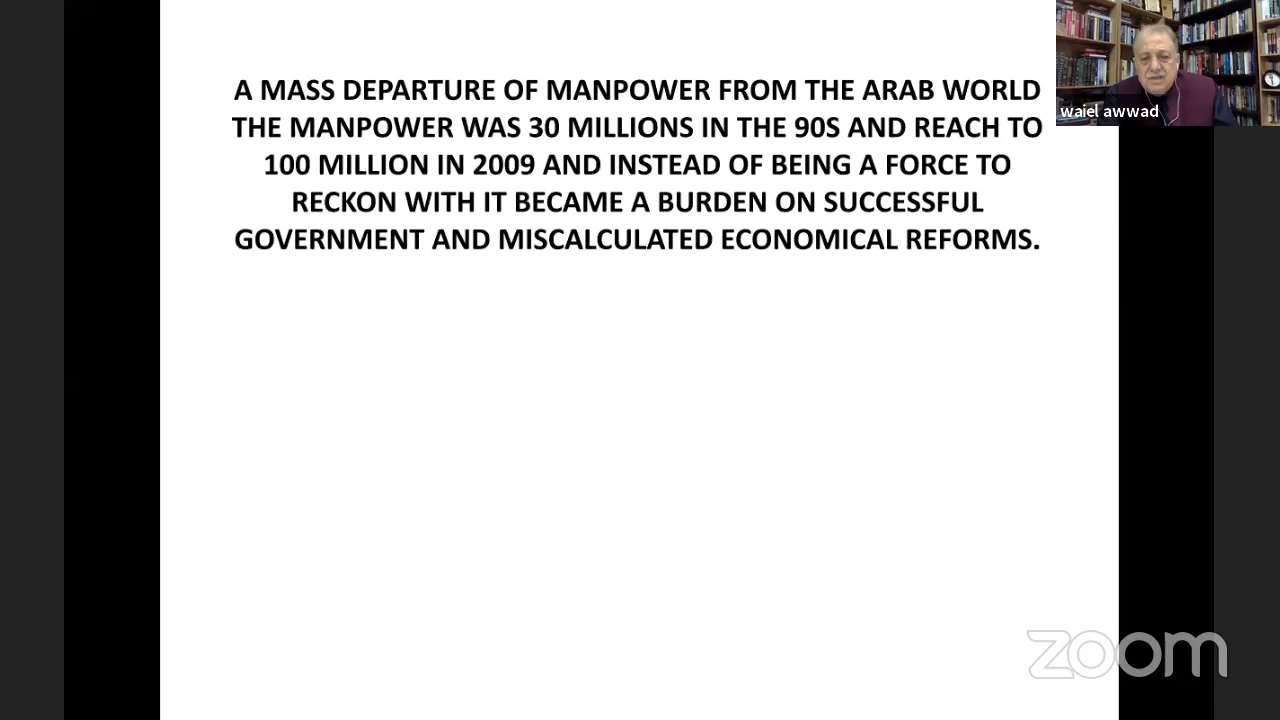 A MASS DEPARTURE OF MANPOWER FROM THE ARAB WORLD
THE MANPOWER WAS 30 MILLIONS IN THE 90S AND REACH TO
100 MILLION IN 2009 AND INSTEAD OF BEING A FORCE TO
RECKON WITH IT BECAME A BURDEN ON SUCCESSFUL
GOVERNMENT AND MISCALCULATED ECONOMICAL REFORMS.
waiel awwad
zoom